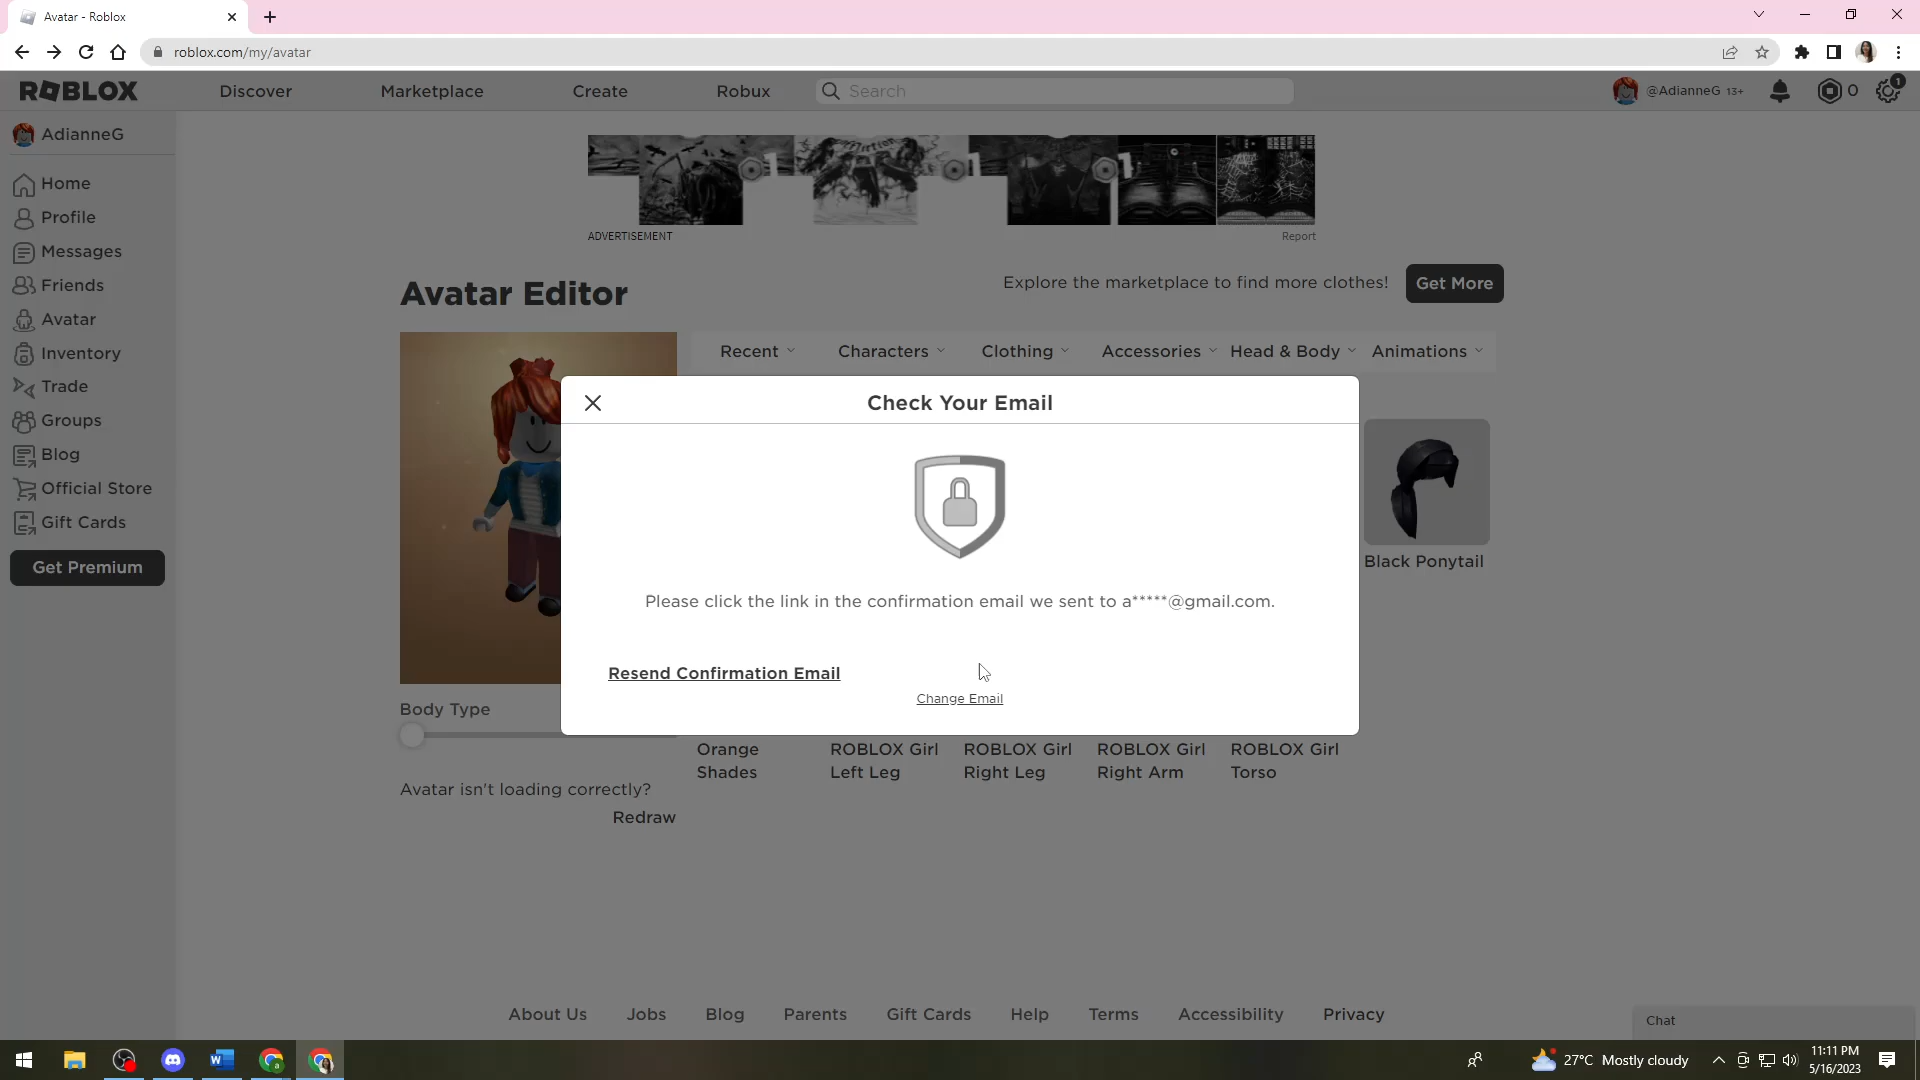 Avatar - Roblox
roblox.com/my/avatar
ROBLOX
Discover
Marketplace
Create
Robux
Search
@AdianneG 13+
0
1
AdianneG
Home
Profile
Messages
Friends
Avatar
Inventory
Trade
Groups
Blog
Official Store
Gift Cards
Get Premium
ADVERTISEMENT
Report
Avatar Editor
Explore the marketplace to find more clothes!
Get More
Recent
Characters
Clothing
Accessories
Head & Body
Animations
Check Your Email
Please click the link in the confirmation email we sent to a*****@gmail.com.
Resend Confirmation Email
Change Email
Black Ponytail
Body Type
Orange
Shades
ROBLOX Girl
Left Leg
ROBLOX Girl
Right Leg
ROBLOX Girl
Right Arm
ROBLOX Girl
Torso
Avatar isn't loading correctly?
Redraw
About Us
Jobs
Blog
Parents
Gift Cards
Help
Terms
Accessibility
Privacy
Chat
27°C Mostly cloudy
11:11 PM
5/16/2023